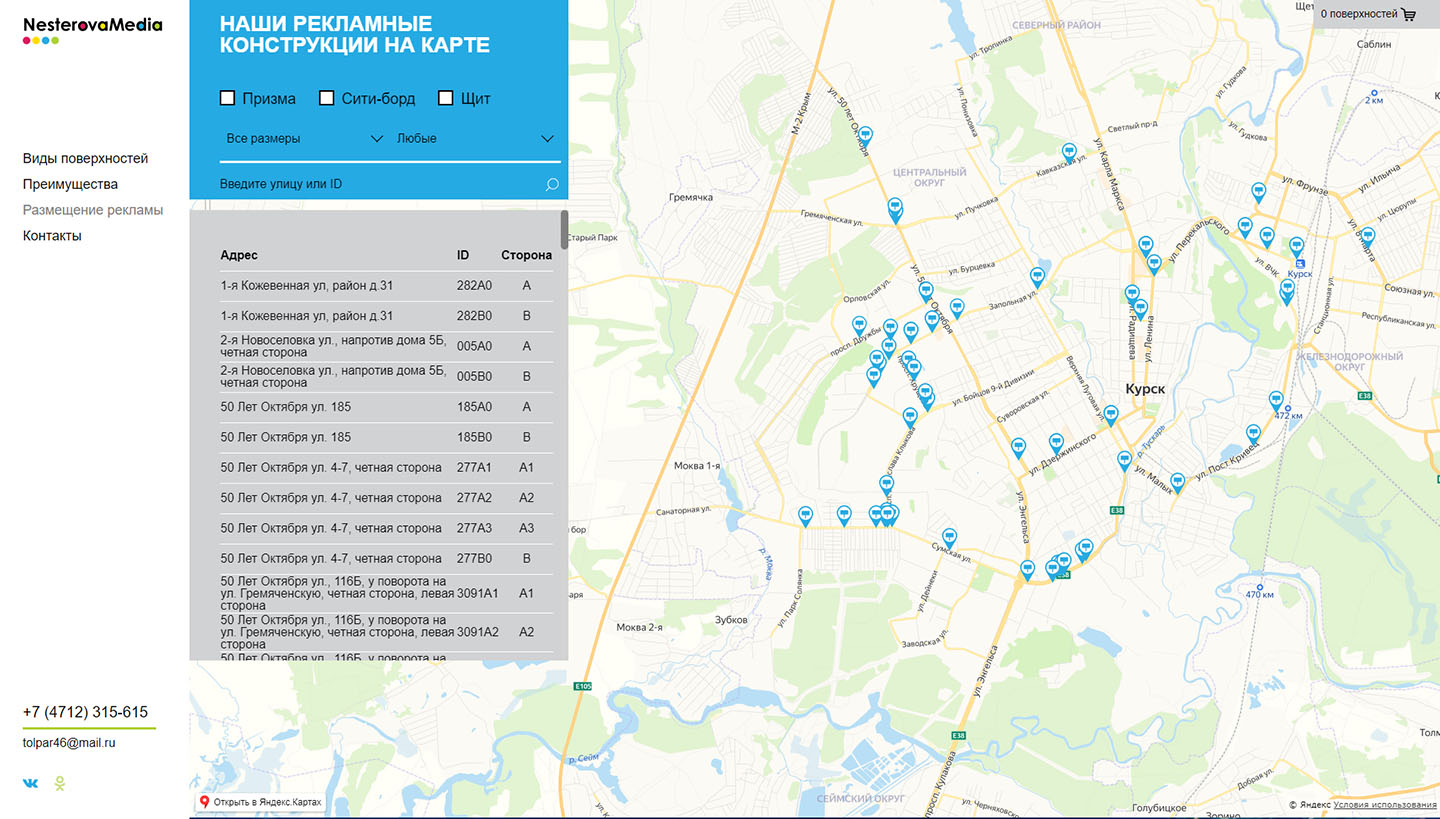 NesterovaMedia
Виды поверхностей
Преимущества
Размещение рекламы
Контакты
+7 (4712) 315-615
tolpar46@mail.ru
НАШИ РЕКЛАМНЫЕ
КОНСТРУКЦИИ НА КАРТЕ
Призма
Сити-борд
Щит
Все размеры
Любые
Введите улицу или ID
Адрес ID Сторона
1-я Кожевенная ул, район д.31 282A0 A
1-я Кожевенная ул, район д.31 282B0 B
2-я Новоселовка ул., напротив дома 5Б,
четная сторона 005A0 A
2-я Новоселовка ул., напротив дома 5Б,
четная сторона 005B0 B
50 Лет Октября ул. 185 185A0 A
50 Лет Октября ул. 185 185B0 B
50 Лет Октября ул. 4-7, четная сторона 277A1 A1
50 Лет Октября ул. 4-7, четная сторона 277A2 A2
50 Лет Октября ул. 4-7, четная сторона 277A3 A3
50 Лет Октября ул. 4-7, четная сторона 277B0 B
50 Лет Октября ул., 116Б, у поворота на
ул. Гремяченскую, четная сторона, левая 3091A1 A1
сторона
50 Лет Октября ул., 116Б, у поворота на
ул. Гремяченскую, четная сторона, левая 3091A2 A2
сторона
50 Лет Октября ул., 116Б, у поворота на
0 поверхностей
СЕВЕРНЫЙ РАЙОН
Щет
Саблин
ул. Тропинка
ул. Гудкова
2 км
М-2 Крым
ул. 50 лет Октября
ул. Понизовка
Светлый пр-д
ул. Гудкова
ул. Карла Маркса
Кавказская ул.
ЦЕНТРАЛЬНЫЙ
ОКРУГ
Гремячка
ул. Фрунзе
ул. Ильича
ул. Цюрупы
ул. Пучковка
Гремяченская ул.
ул. Перекальского
ул. 8 Марта
Старый Парк
ул. ВЧК
Курск
ул. Бурцевка
Орловская ул.
ул. 50 лет Октября
Запольная ул.
Союзная ул.
Станционная ул.
Республиканская ул.
просп. Дружбы
ул. Радищева
ул. Ленина
ЖЕЛЕЗНОДОРОЖНЫЙ
ОКРУГ
Курск
ул. Бойцов 9-й Дивизии
Верхняя Луговая ул.
Суворовская ул.
E38
472 км
Моква 1-я
ул. Дзержинского
р. Тускарь
ул. Пост Кривец
ул. Малых
Санаторная ул.
ул. Энгельса
E38
бор
Сумская ул.
р. Моква
E38
470 км
ул. Парк Солянка
ул. Дейнеки
Зубков
Моква 2-я
Заводская ул.
ул. Энгельса
E105
E38
р. Сейм
просп. Кулакова
Добрая ул.
СЕЙМСКИЙ ОКРУГ
ул. Черняховского
Голубицкое
Зорино
Открыть в Яндекс.Картах
© Яндекс Условия использования